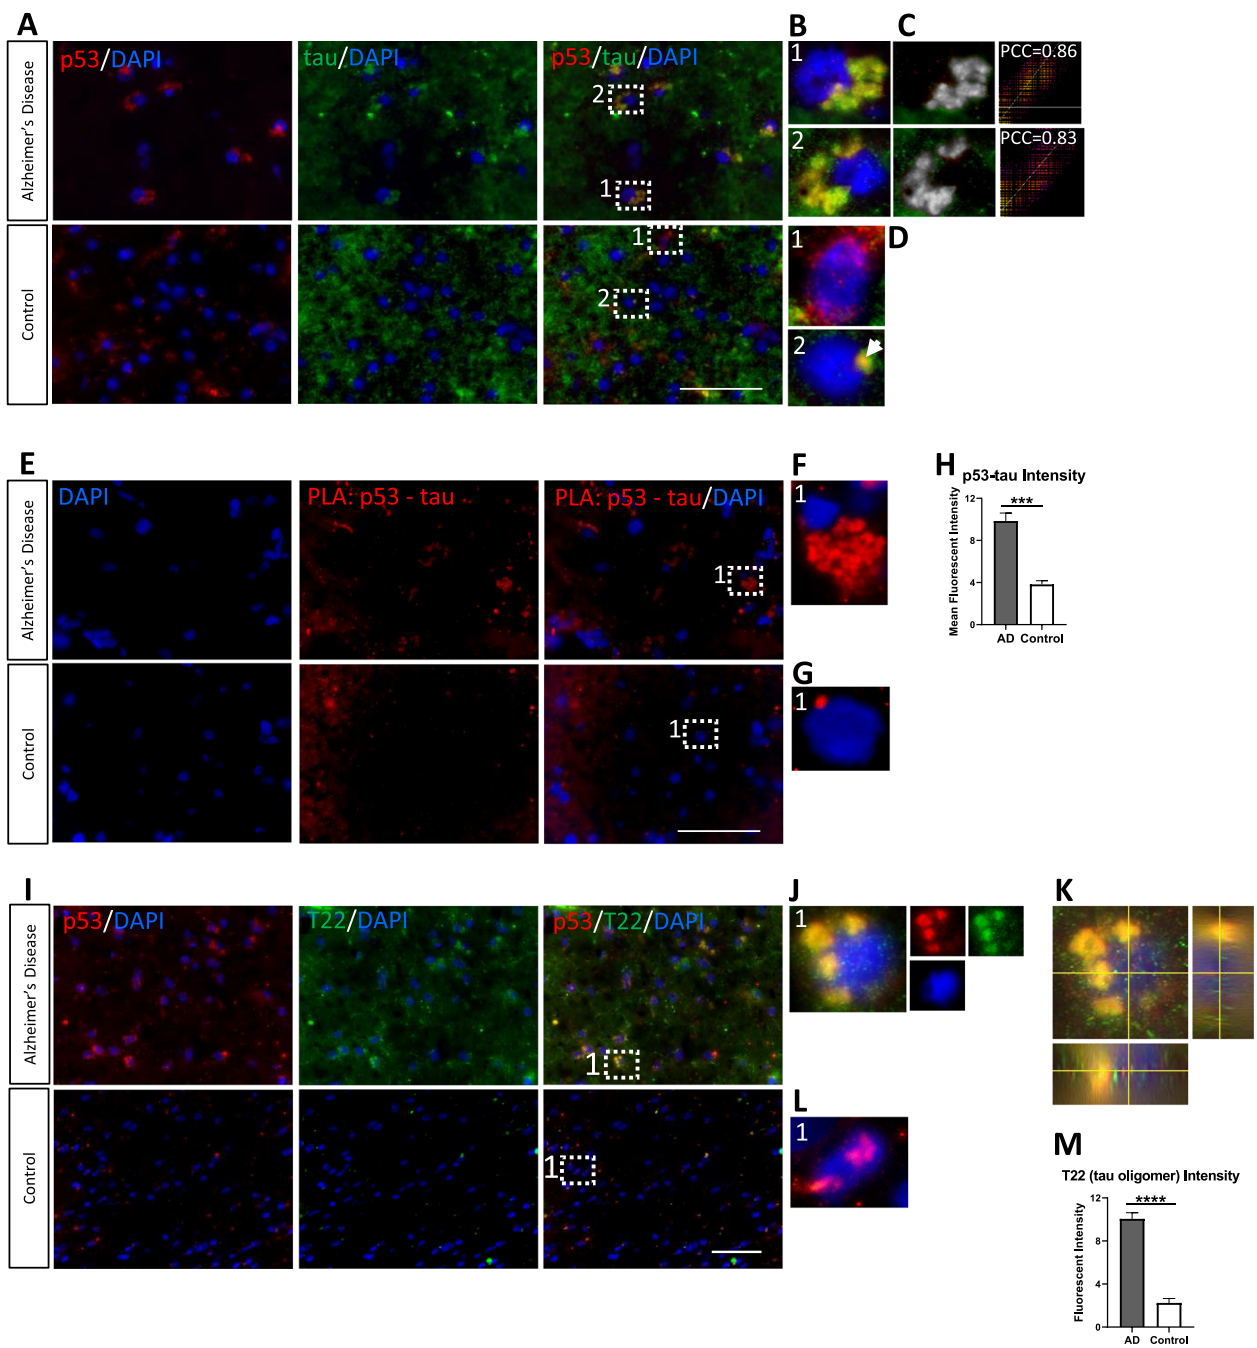 A
B
C
Alzheimer's Disease
p53/DAPI
tau/DAPI
p53/tau/DAPI
2
1
1
PCC=0.86
2
PCC=0.83
Control
1
2
1
D
2
E
F
H
Alzheimer's Disease
DAPI
PLA: p53 - tau
PLA: p53 - tau/DAPI
1
1
p53-tau Intensity
Mean Fluorescent Intensity
12
8
4
0
***
AD
Control
Control
1
G
1
I
J
K
Alzheimer's Disease
p53/DAPI
T22/DAPI
p53/T22/DAPI
1
1
Control
1
L
1
M
T22 (tau oligomer) Intensity
Fluorescent Intensity
12
8
4
0
****
AD
Control